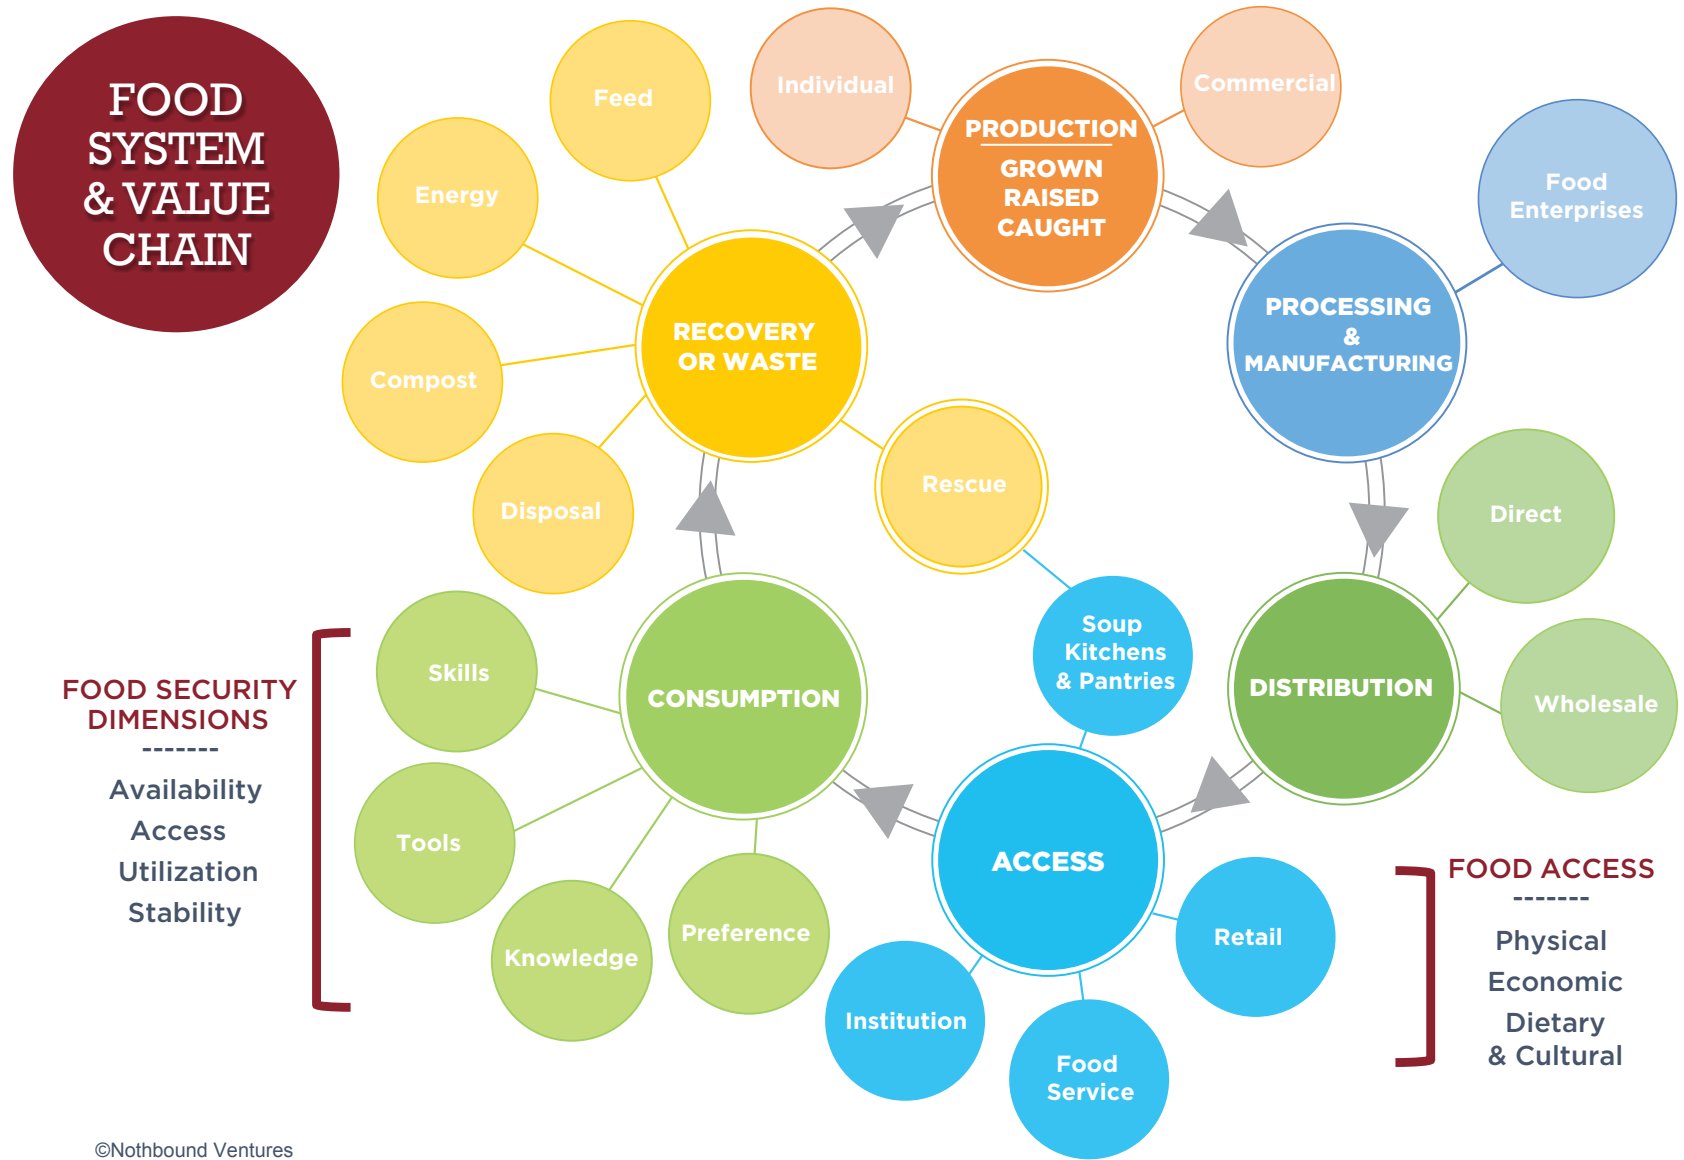 FOOD
SYSTEM
& VALUE
CHAIN
Feed
Energy
Compost
Disposal
RECOVERY
OR WASTE
Rescue
Individual
Commercial
PRODUCTION
GROWN
RAISED
CAUGHT
Food
Enterprises
PROCESSING
&
MANUFACTURING
Direct
Wholesale
DISTRIBUTION
Soup
Kitchens
& Pantries
ACCESS
Retail
Food
Service
Institution
CONSUMPTION
Skills
Tools
Knowledge
Preference
FOOD SECURITY
DIMENSIONS
-------
Availability
Access
Utilization
Stability
FOOD ACCESS
-------
Physical
Economic
Dietary
& Cultural
©Nothbound Ventures